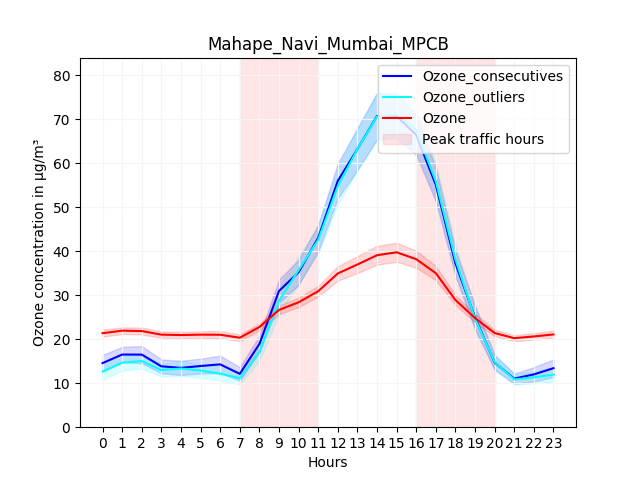 Mahape_Navi_Mumbai_MPCB
Ozone concentration in µg/m³
80
70
60
50
40
30
20
10
0
Ozone_consecutives
Ozone_outliers
Ozone
Peak traffic hours
0 1 2 3 4 5 6 7 8 9 10 11 12 13 14 15 16 17 18 19 20 21 22 23
Hours